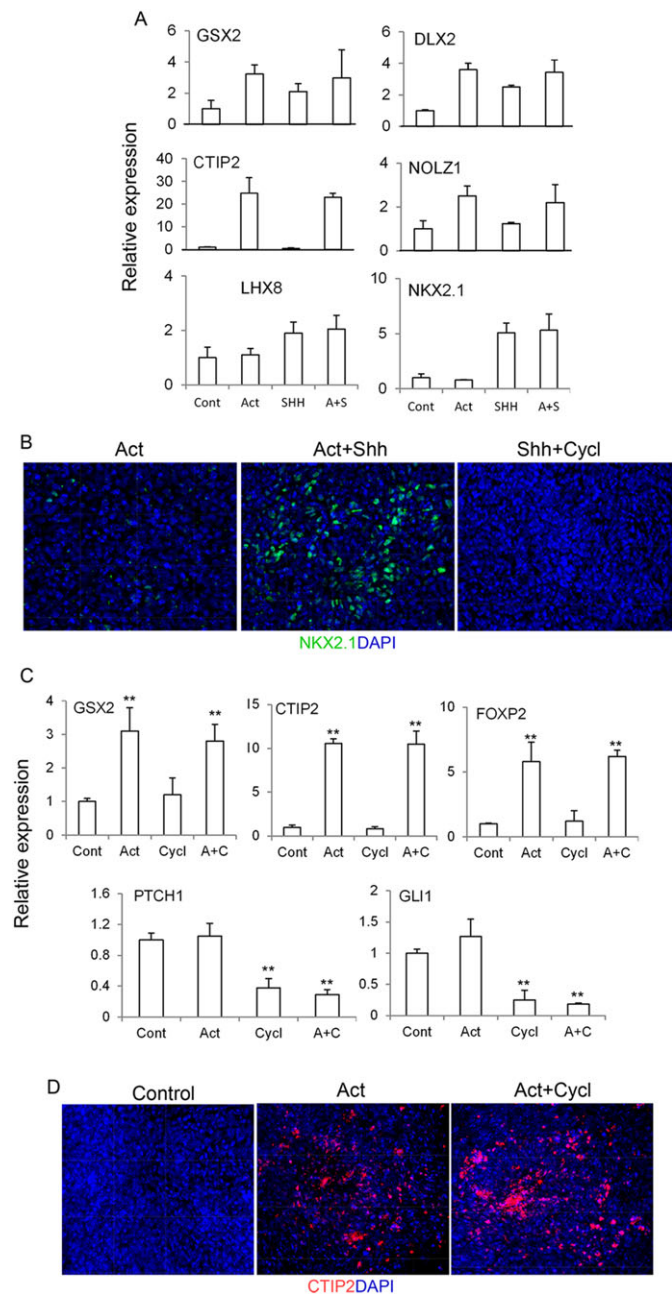 A
GSX2
DLX2
6
4
2
0
6
4
2
0
CTIP2
NOLZ1
40
30
20
10
0
4
2
0
Relative expression
LHX8
NKX2.1
4
2
0
10
5
0
Cont Act SHH A+S
Cont Act SHH A+S
B
Act Act+Shh Shh+Cycl
NKX2.1DAPI
C
GSX2
CTIP2
FOXP2
4
3
2
1
0
15
10
5
0
10
5
0
** **
** **
** **
Cont Act Cycl A+C
Cont Act Cycl A+C
Cont Act Cycl A+C
Relative expression
PTCH1
GLI1
1.6
1.2
0.8
0.4
0
2
1.5
1
0.5
0
** **
** **
Cont Act Cycl A+C
Cont Act Cycl A+C
D
Control Act Act+Cycl
CTIP2DAPI